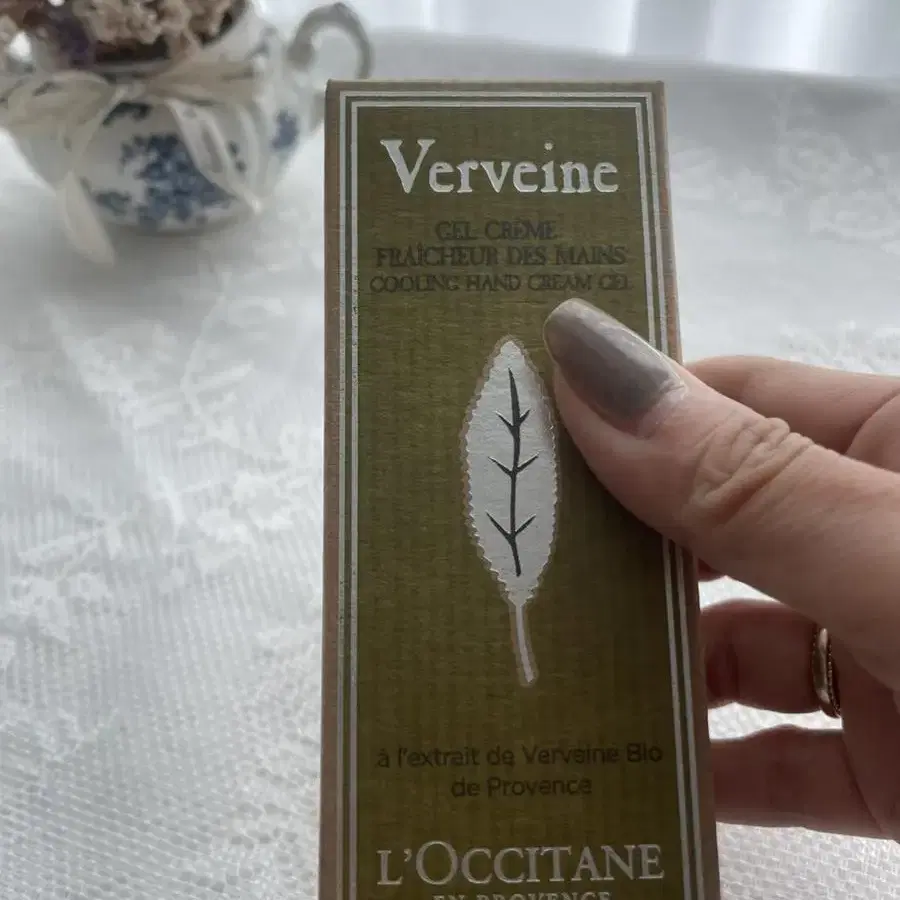 Verveine
GEL CRÈME
FRAÎCHEUR DES MAINS
COOLING HAND CREAM GEL
à l'extrait de Verveine Bio
de Provence
L'OCCITANE
EN PROVENCE